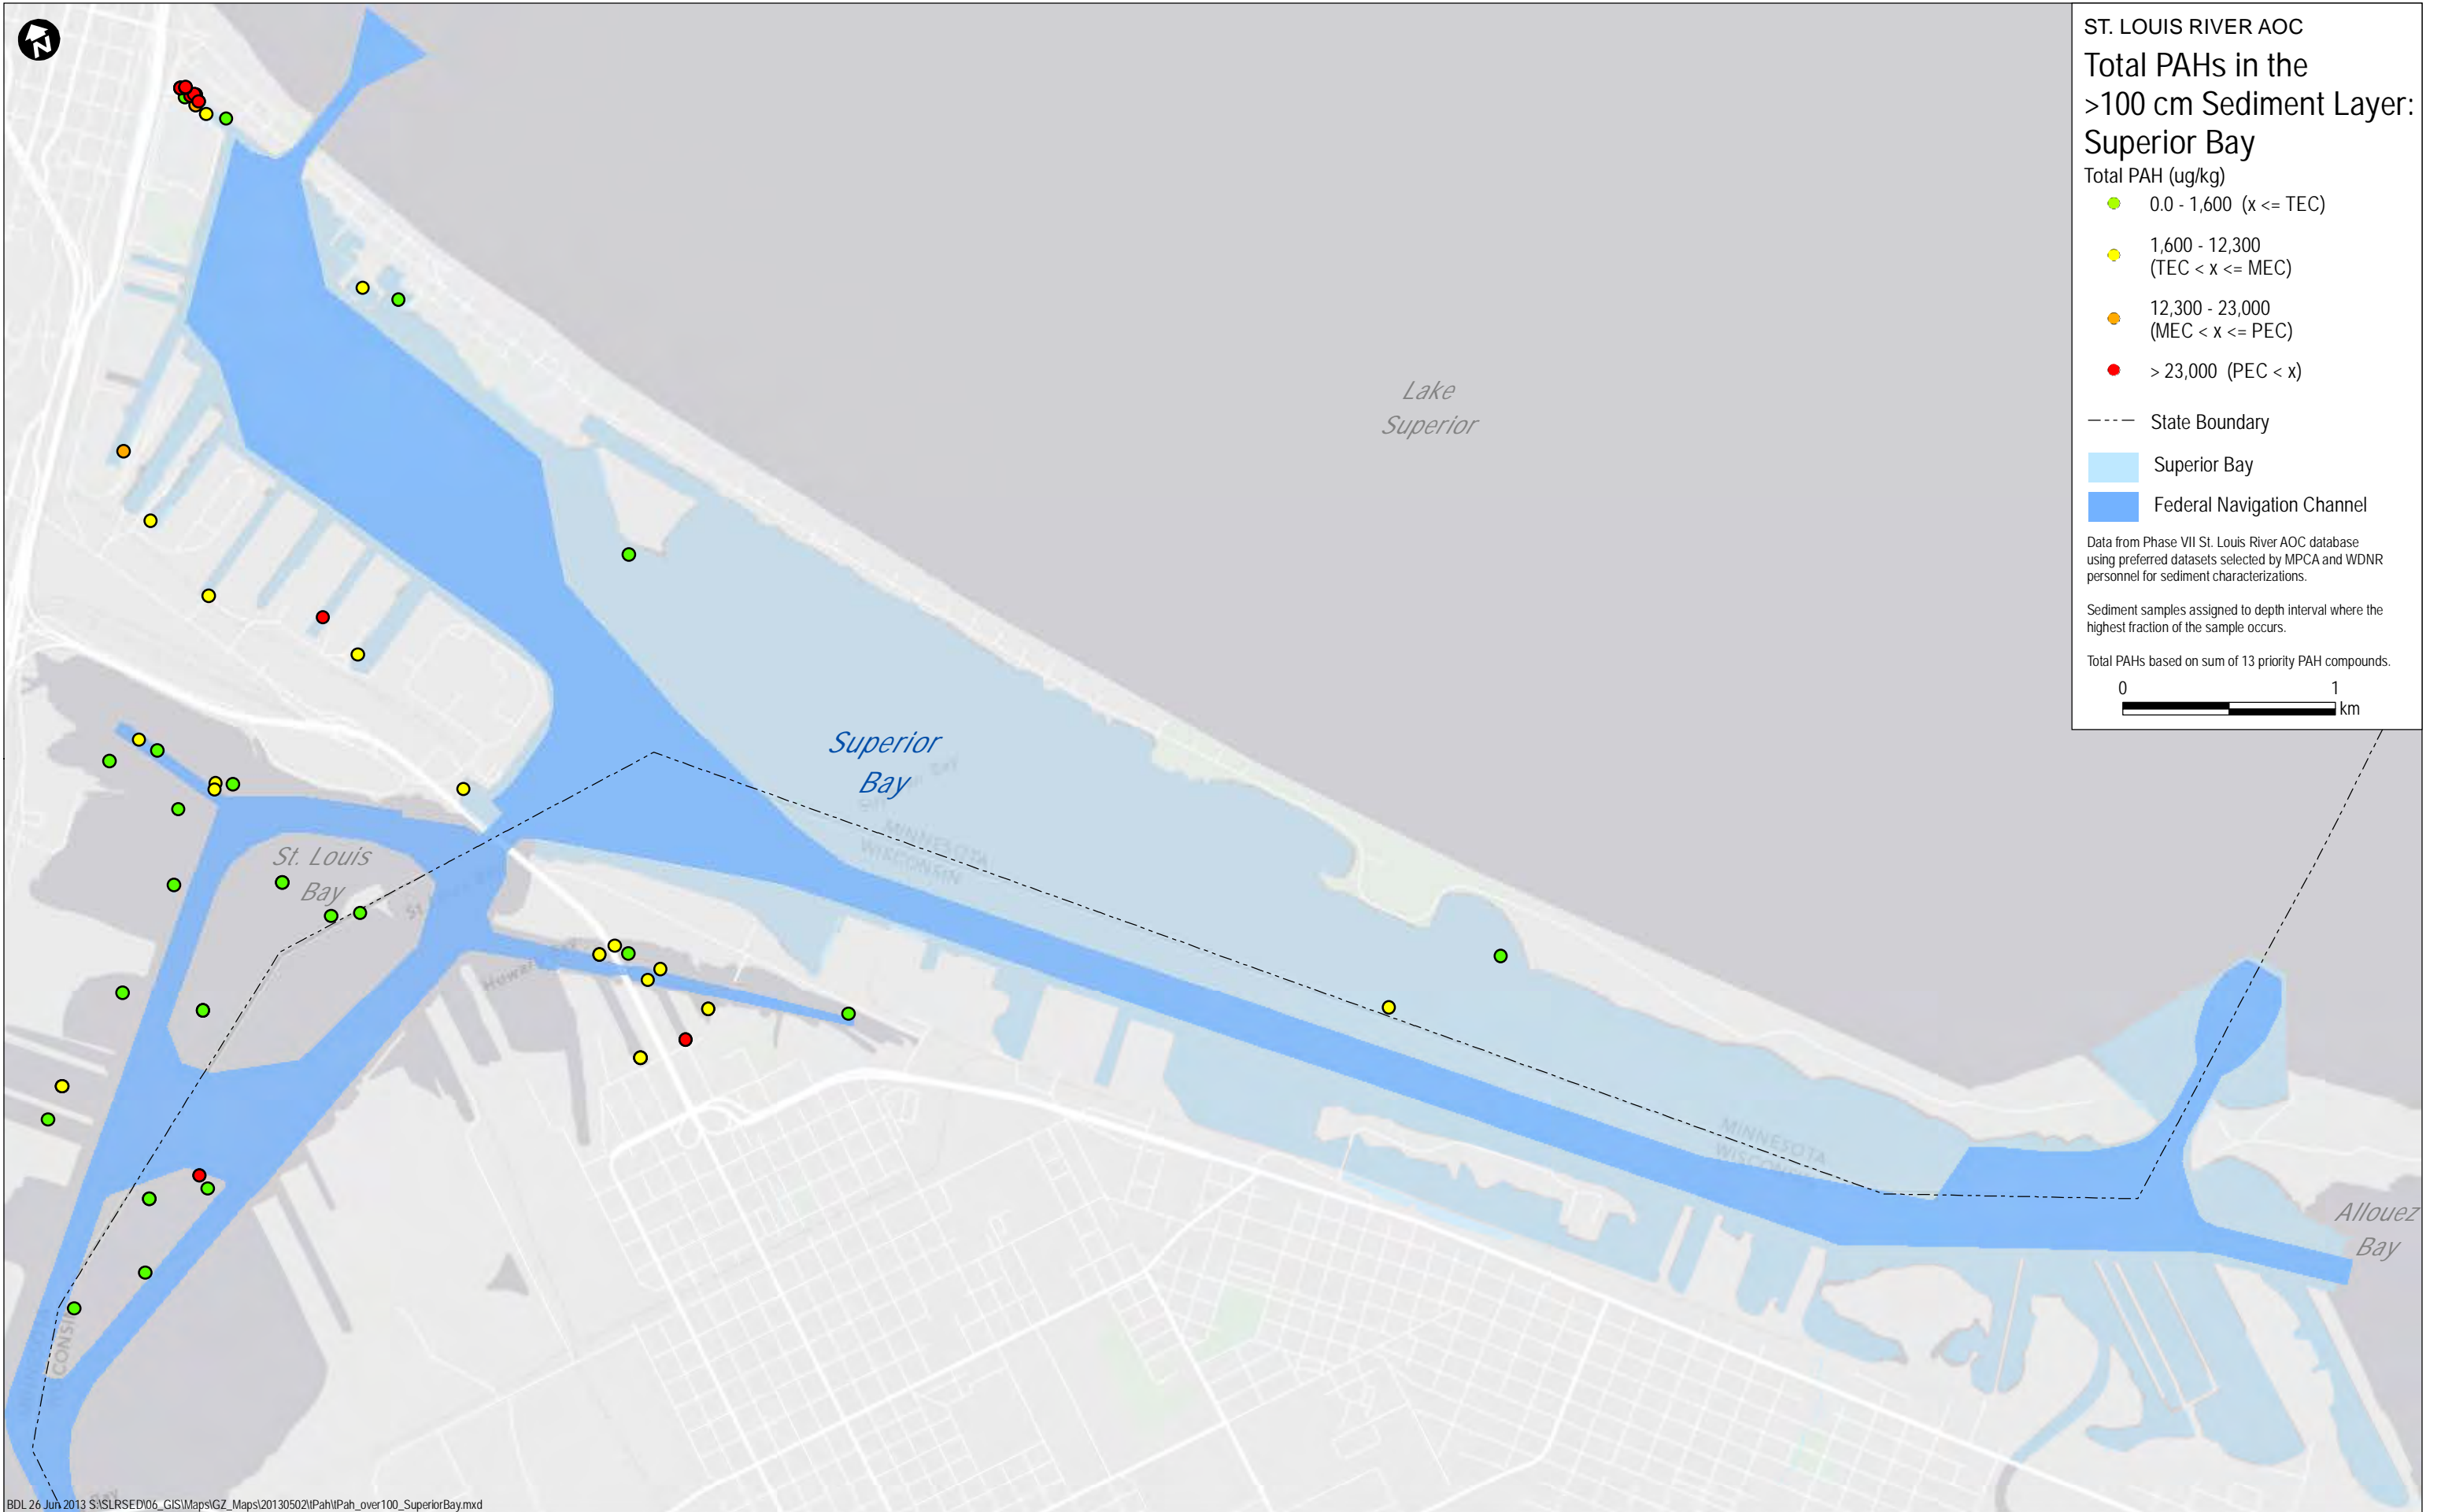 N
ST. LOUIS RIVER AOC
Total PAHs in the
>100 cm Sediment Layer:
Superior Bay
Total PAH (ug/kg)
0.0 - 1,600 (x <= TEC)
1,600 - 12,300
(TEC < x <= MEC)
12,300 - 23,000
(MEC < x <= PEC)
> 23,000 (PEC < x)
State Boundary
Superior Bay
Federal Navigation Channel
Data from Phase VII St. Louis River AOC database
using preferred datasets selected by MPCA and WDNR
personnel for sediment characterizations.
Sediment samples assigned to depth interval where the
highest fraction of the sample occurs.
Total PAHs based on sum of 13 priority PAH compounds.
0 1
km
Lake
Superior
Superior
Bay
MINNESOTA
WISCONSIN
St. Louis
Bay
MINNESOTA
Allouez
Bay
MINNESOTA
Bay
BDL 26 Jun 2013 S:\SLRSED\06_GIS\Maps\GZ_Maps\20130502\tPah\tPah_over100_SuperiorBay.mxd